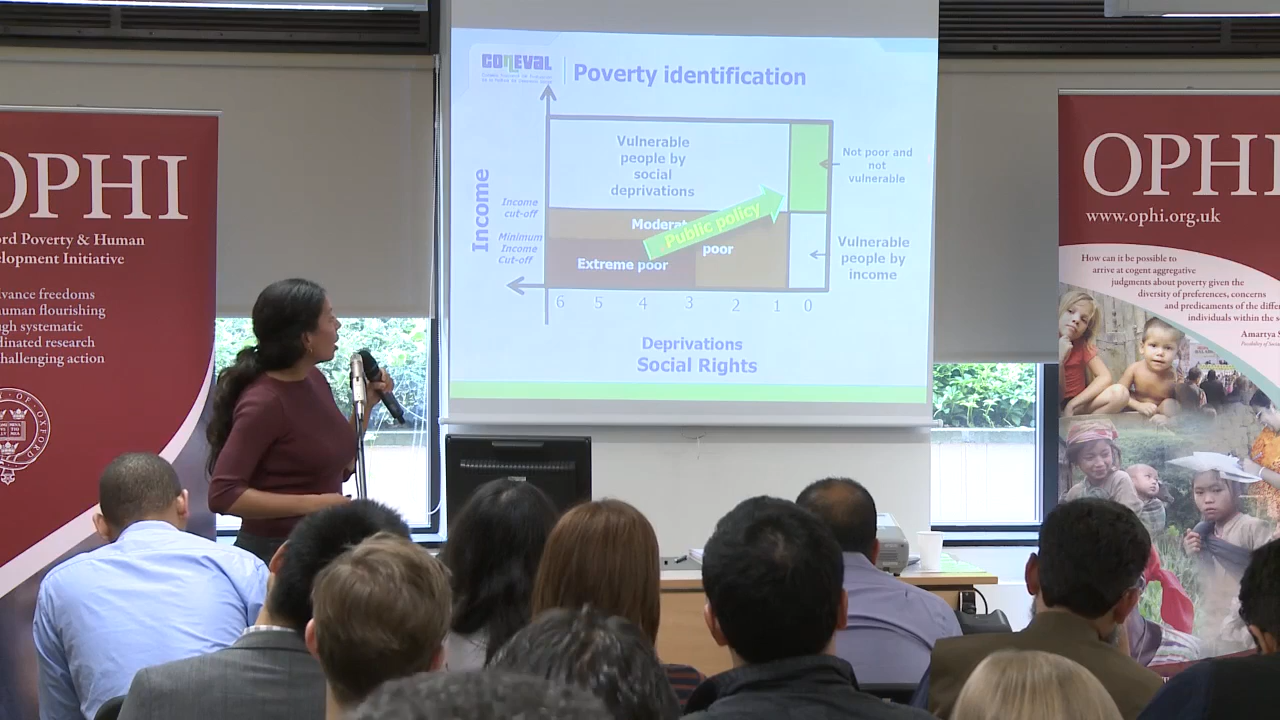 OPHI
ord Poverty & Human
elopment Initiative
vance freedoms
human flourishing
gh systematic
dinated research
hallenging action
OXFORD
CONEVAL
Poverty identification
Vulnerable
people by
social
deprivations
Not poor and
not
vulnerable
Income
Income
cut-off
Minimum
Income
Cut-off
Moderat
Public policy
poor
Extreme poor
Vulnerable
people by
income
6 5 4 3 2 1 0
Deprivations
Social Rights
OPHI
www.ophi.org.uk
How can it be possible to
arrive at cogent aggregative
judgments about poverty given the
diversity of preferences, concerns
and predicaments of the differe
individuals within the s
Amartya S